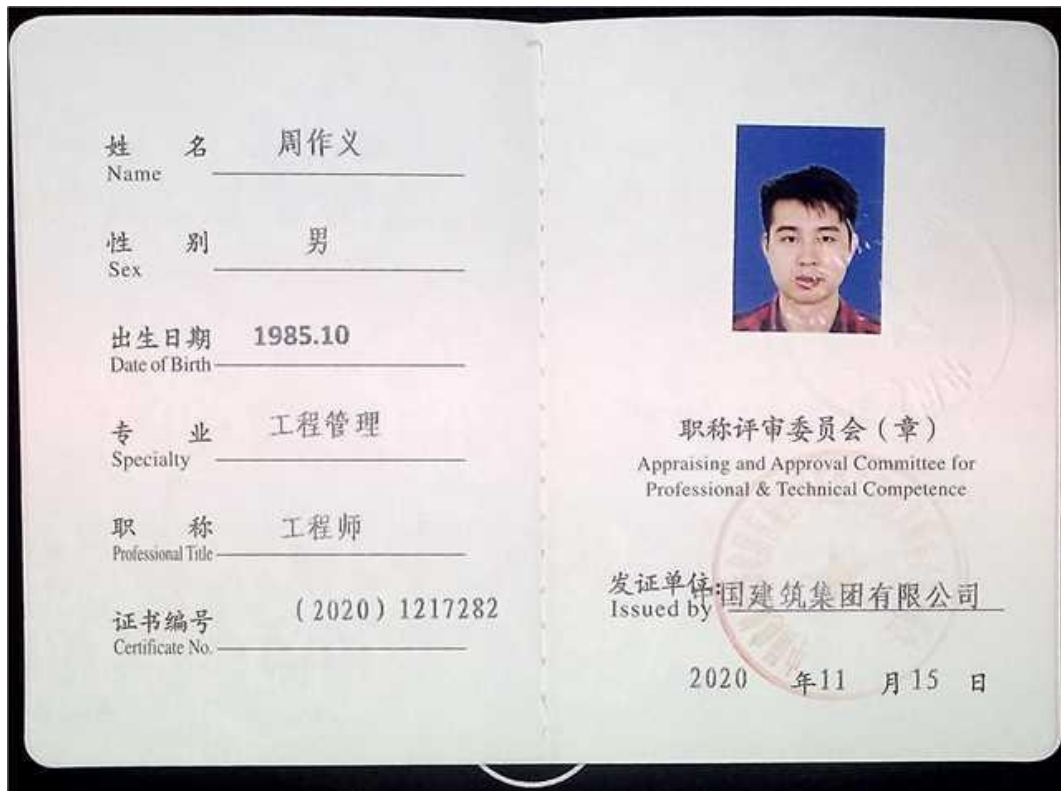 姓 名 周作义
Name
性 别 男
Sex
出生日期 1985.10
Date of Birth
专 业 工程管理
Specialty
职 称 工程师
Professional Title
证书编号 (2020) 1217282
Certificate No.
职称评审委员会(章)
Appraising and Approval Committee for
Professional & Technical Competence
发证单位: 中国建筑集团有限公司
Issued by
2020 年 11 月 15 日